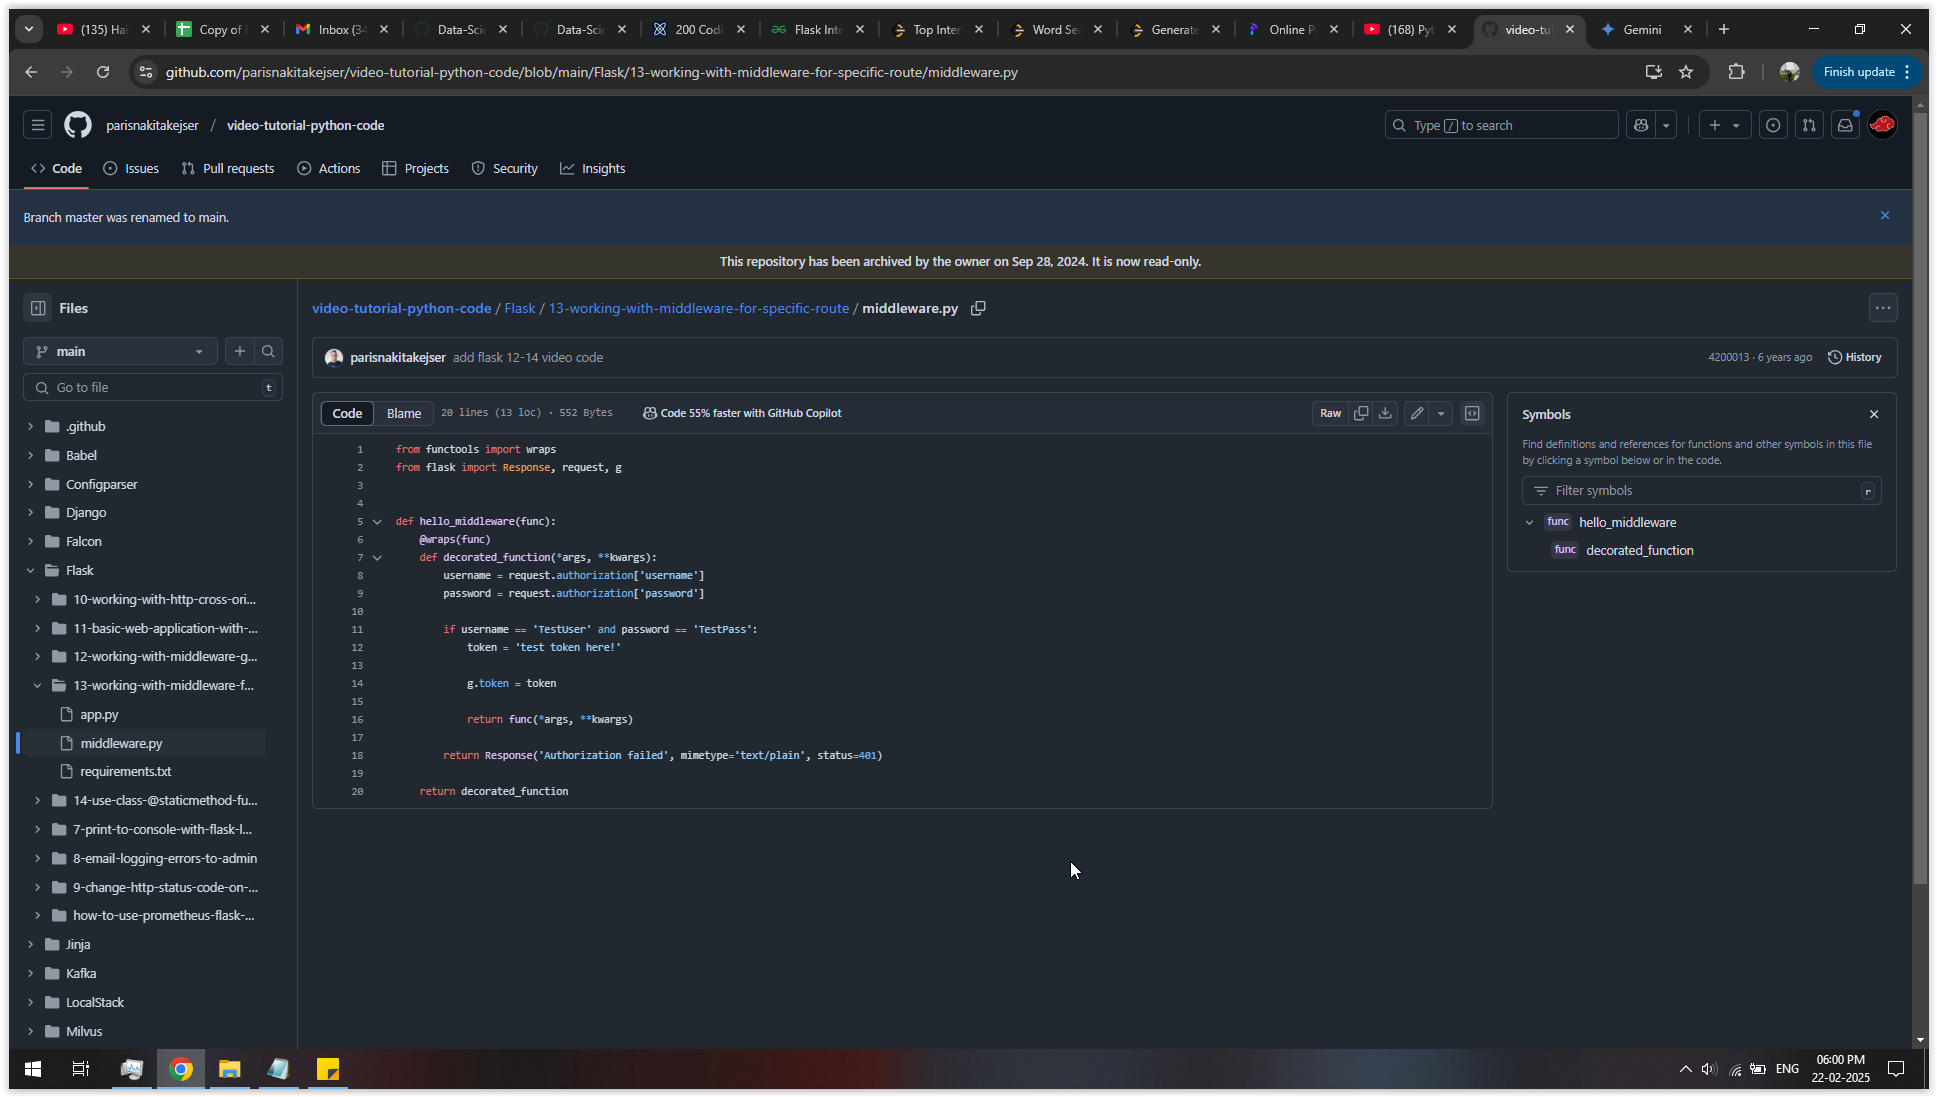 (135) Hai
Copy of
Inbox (34
Data-Scie
Data-Scie
200 Codi
Flask Inte
Top Inter
Word Sea
Generate
Online P
(168) Pyt
video-tut
Gemini
github.com/parisnakitakejser/video-tutorial-python-code/blob/main/Flask/13-working-with-middleware-for-specific-route/middleware.py
Finish update
parisnakitakejser / video-tutorial-python-code
Type / to search
Code Issues Pull requests Actions Projects Security Insights
Branch master was renamed to main.
This repository has been archived by the owner on Sep 28, 2024. It is now read-only.
Files
main
Go to file t
.github
Babel
Configparser
Django
Falcon
Flask
10-working-with-http-cross-ori...
11-basic-web-application-with-...
12-working-with-middleware-g...
13-working-with-middleware-f...
app.py
middleware.py
requirements.txt
14-use-class-@staticmethod-fu...
7-print-to-console-with-flask-l...
8-email-logging-errors-to-admin
9-change-http-status-code-on-...
how-to-use-prometheus-flask-...
Jinja
Kafka
LocalStack
Milvus
video-tutorial-python-code / Flask / 13-working-with-middleware-for-specific-route / middleware.py
parisnakitakejser add flask 12-14 video code
4200013 · 6 years ago History
Code Blame 20 lines (13 loc) · 552 Bytes Code 55% faster with GitHub Copilot Raw
1 from functools import wraps
2 from flask import Response, request, g
3
4
5 def hello_middleware(func):
6 @wraps(func)
7 def decorated_function(*args, **kwargs):
8 username = request.authorization['username']
9 password = request.authorization['password']
10
11 if username == 'TestUser' and password == 'TestPass':
12 token = 'test token here!'
13
14 g.token = token
15
16 return func(*args, **kwargs)
17
18 return Response('Authorization failed', mimetype='text/plain', status=401)
19
20 return decorated_function
Symbols
Find definitions and references for functions and other symbols in this file
by clicking a symbol below or in the code.
Filter symbols r
func hello_middleware
func decorated_function
ENG
06:00 PM
22-02-2025